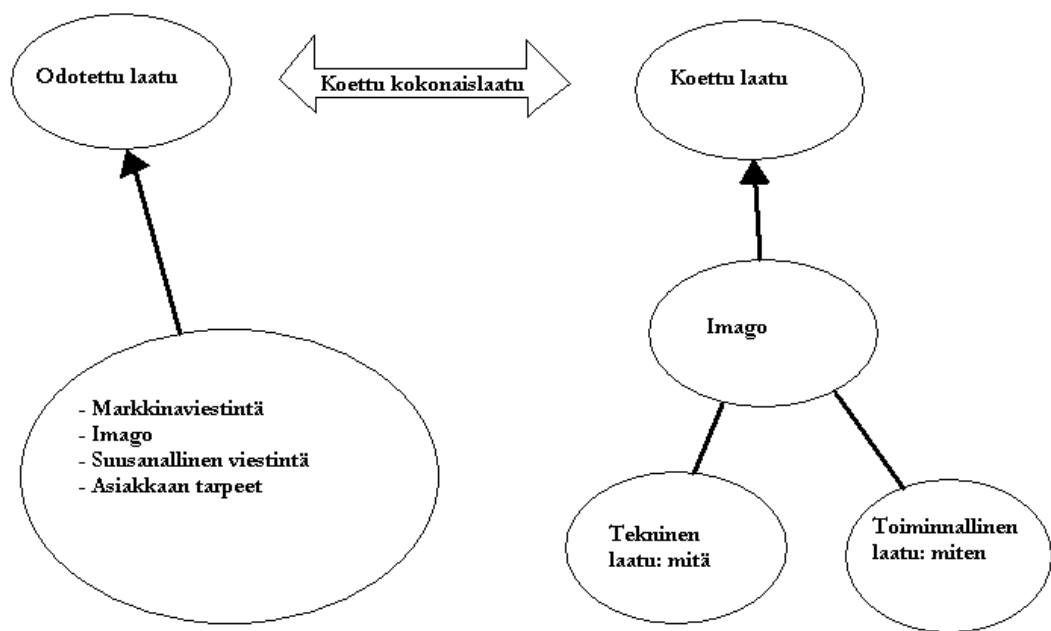 Odotettu laatu
Koettu kokonaislaatu
Koettu laatu
Imago
- Markkinaviestintä
- Imago
- Suusanallinen viestintä
- Asiakkaan tarpeet
Tekninen
laatu: mitä
Toiminnallinen
laatu: miten